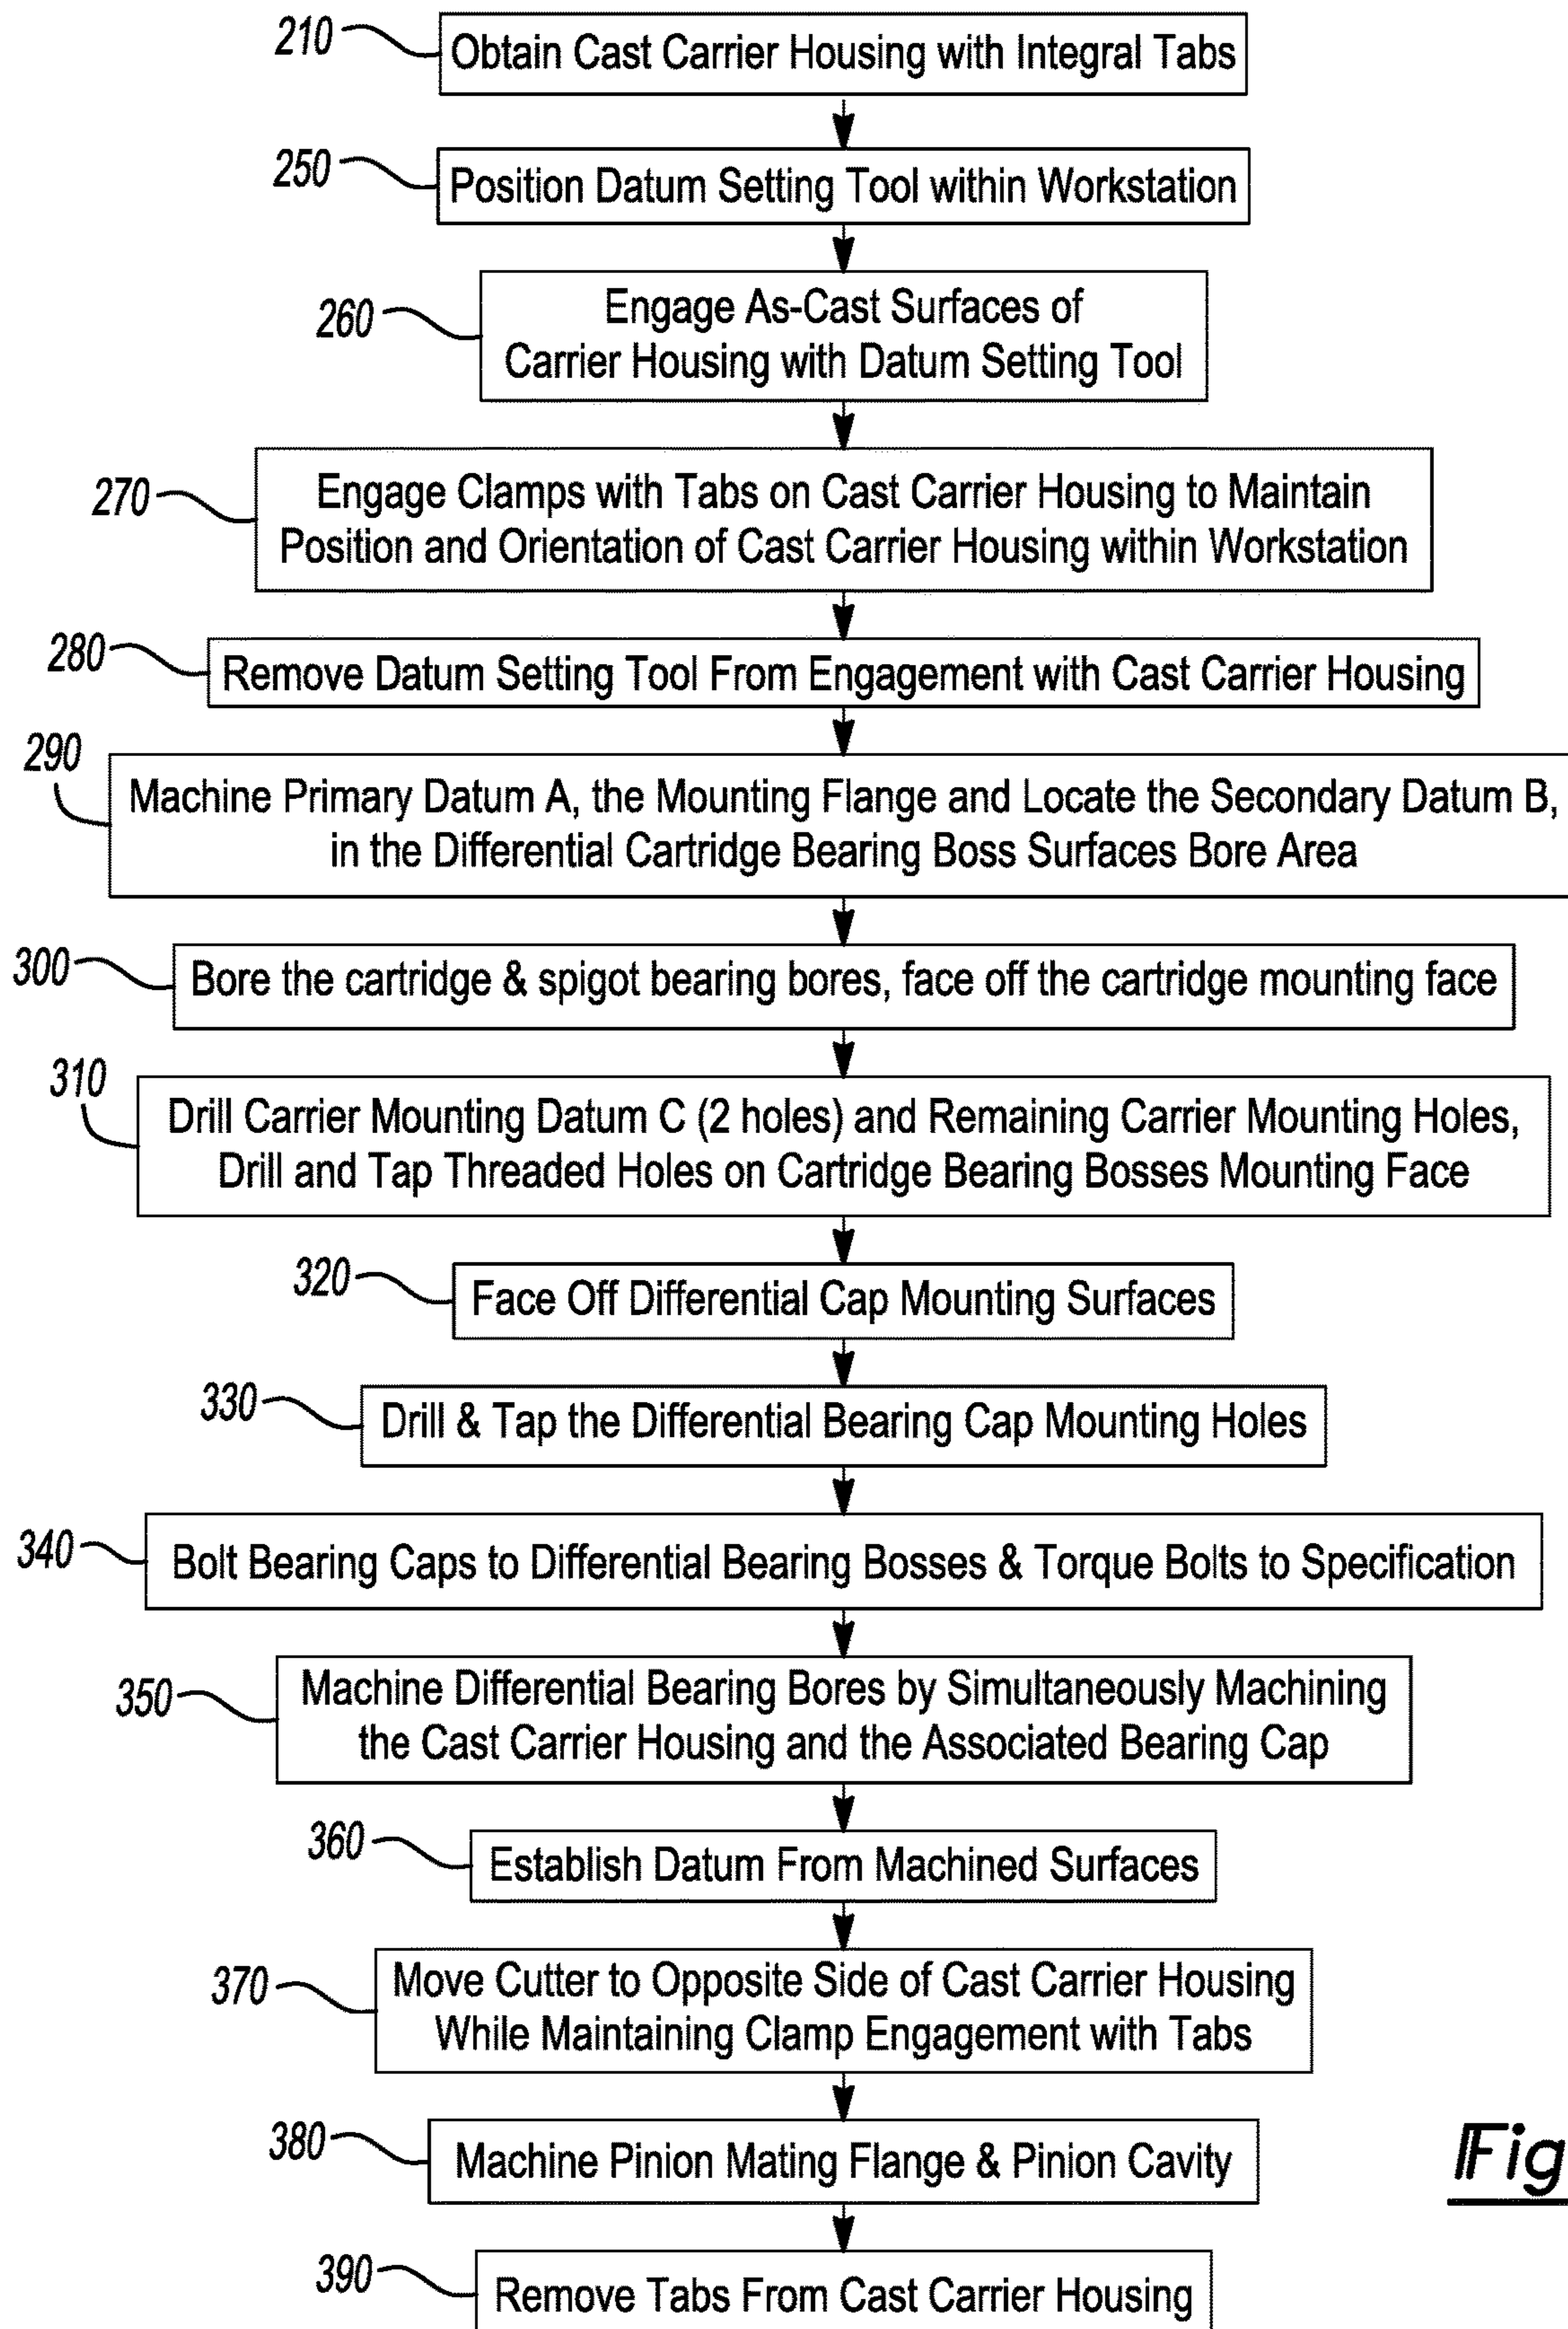 210
Obtain Cast Carrier Housing with Integral Tabs
250
Position Datum Setting Tool within Workstation
260
Engage As-Cast Surfaces of
Carrier Housing with Datum Setting Tool
270
Engage Clamps with Tabs on Cast Carrier Housing to Maintain
Position and Orientation of Cast Carrier Housing within Workstation
280
Remove Datum Setting Tool From Engagement with Cast Carrier Housing
290
Machine Primary Datum A, the Mounting Flange and Locate the Secondary Datum B,
in the Differential Cartridge Bearing Boss Surfaces Bore Area
300
Bore the cartridge & spigot bearing bores, face off the cartridge mounting face
310
Drill Carrier Mounting Datum C (2 holes) and Remaining Carrier Mounting Holes,
Drill and Tap Threaded Holes on Cartridge Bearing Bosses Mounting Face
320
Face Off Differential Cap Mounting Surfaces
330
Drill & Tap the Differential Bearing Cap Mounting Holes
340
Bolt Bearing Caps to Differential Bearing Bosses & Torque Bolts to Specification
350
Machine Differential Bearing Bores by Simultaneously Machining
the Cast Carrier Housing and the Associated Bearing Cap
360
Establish Datum From Machined Surfaces
370
Move Cutter to Opposite Side of Cast Carrier Housing
While Maintaining Clamp Engagement with Tabs
380
Machine Pinion Mating Flange & Pinion Cavity
Fig
390
Remove Tabs From Cast Carrier Housing